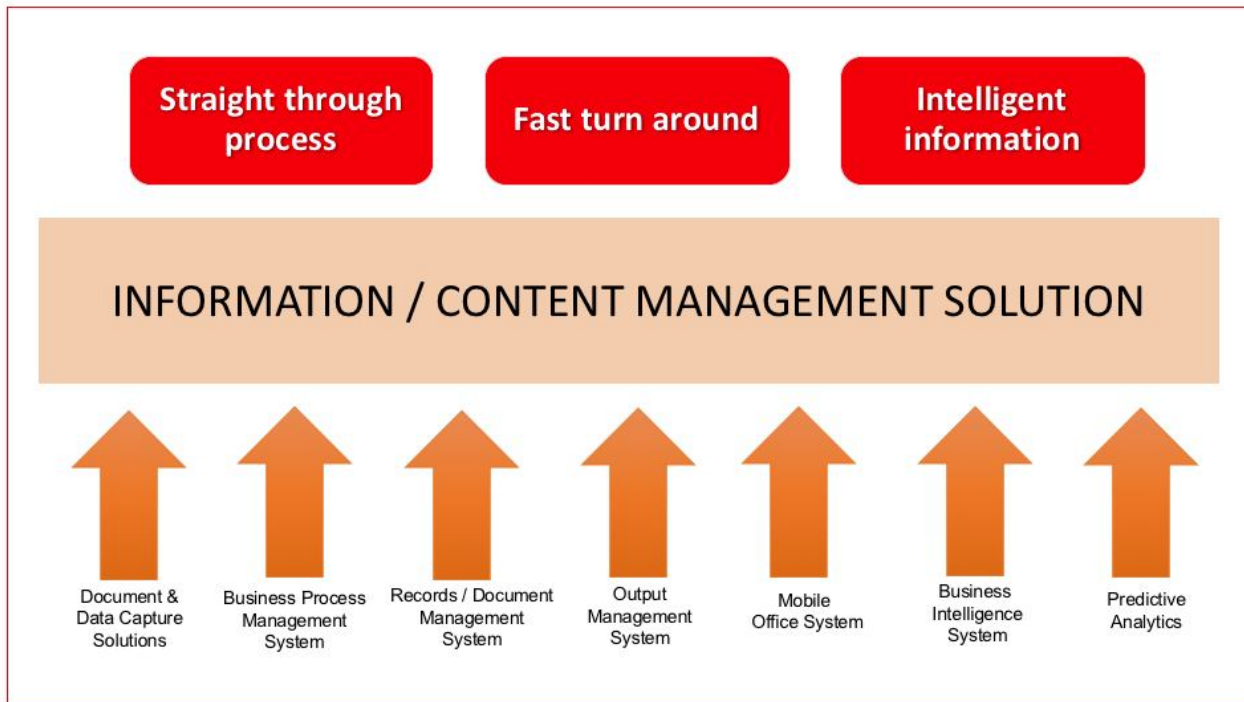 Straight through
process
Fast turn around
Intelligent
information
INFORMATION / CONTENT MANAGEMENT SOLUTION
Document &
Data Capture
Solutions
Business Process
Management
System
Records / Document
Management
System
Output
Management
System
Mobile
Office System
Business
Intelligence
System
Predictive
Analytics